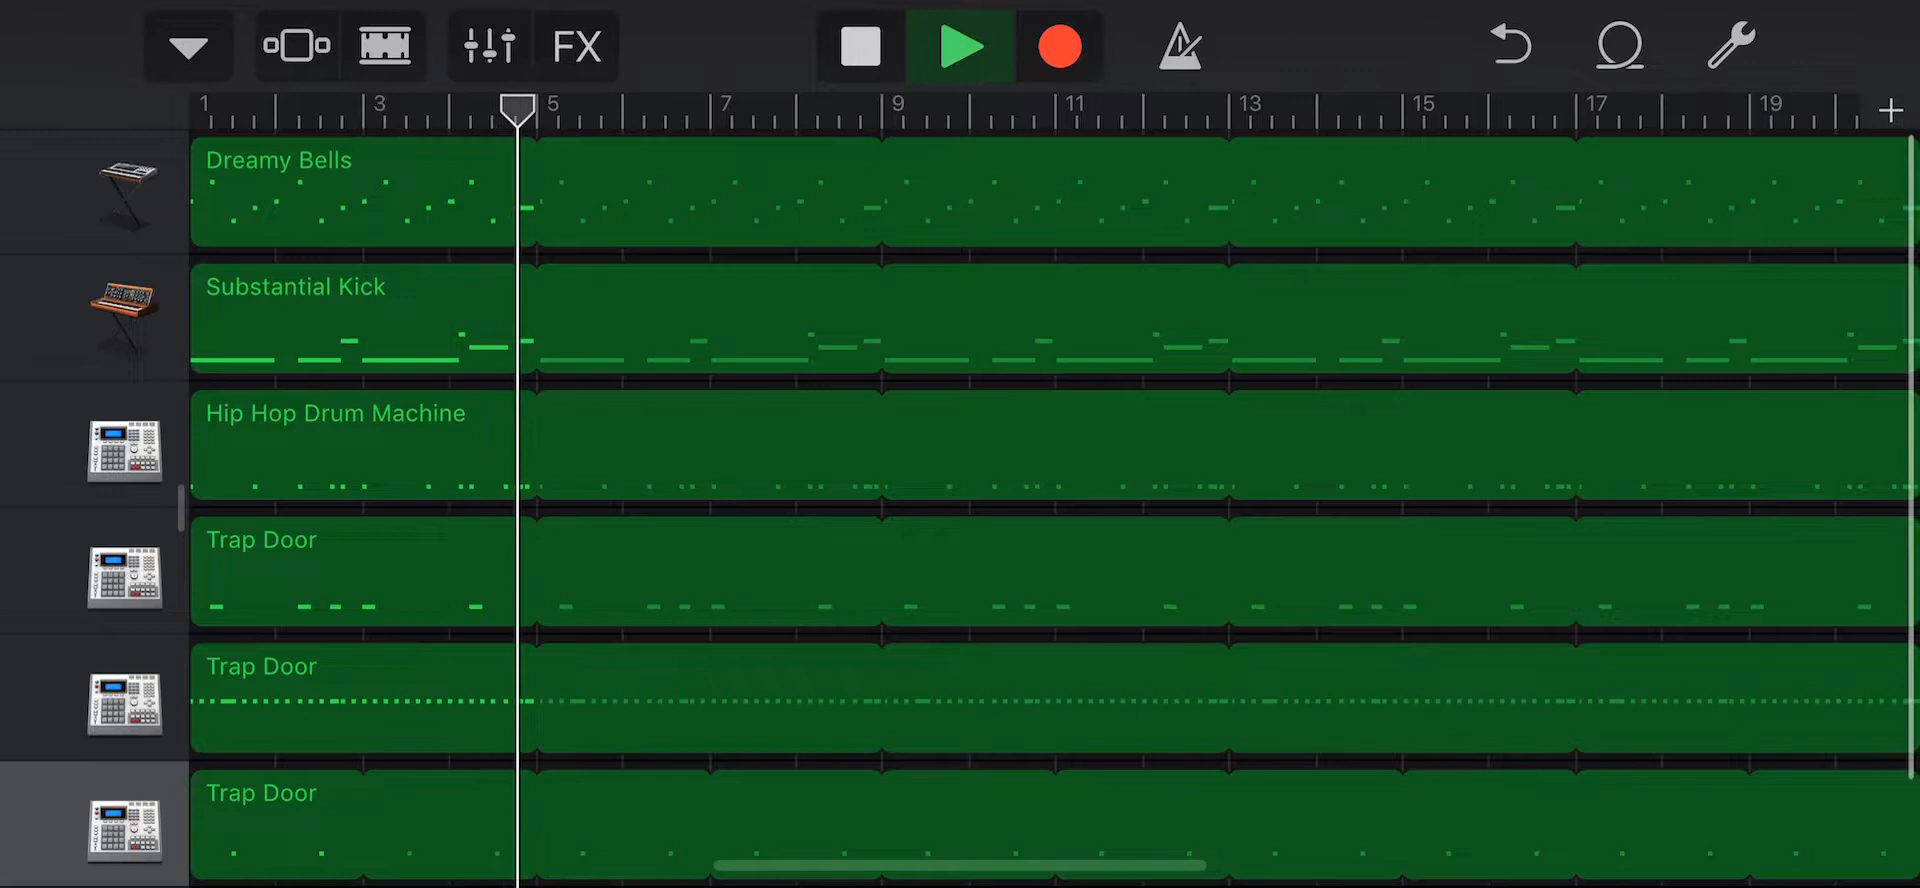 FX
1 3 5 7 9 11 13 15 17 19
Dreamy Bells
Substantial Kick
Hip Hop Drum Machine
Trap Door
Trap Door
Trap Door